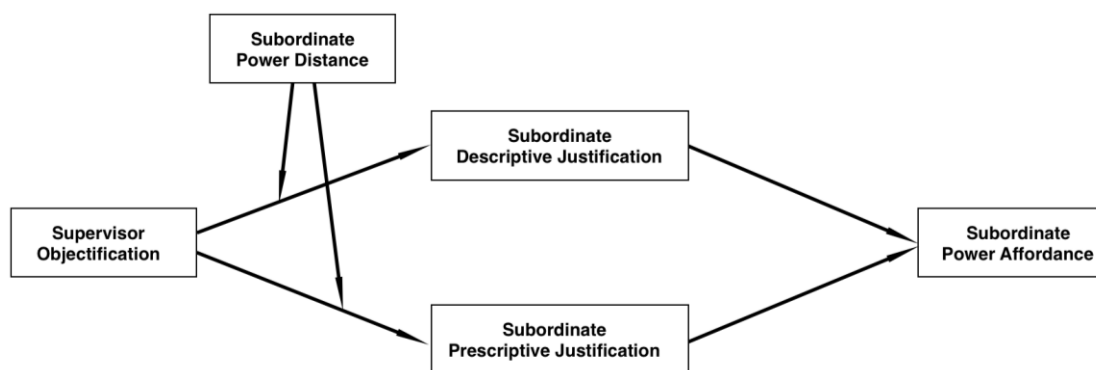 Subordinate
Power Distance
Subordinate
Descriptive Justification
Supervisor
Objectification
Subordinate
Power Affordance
Subordinate
Prescriptive Justification